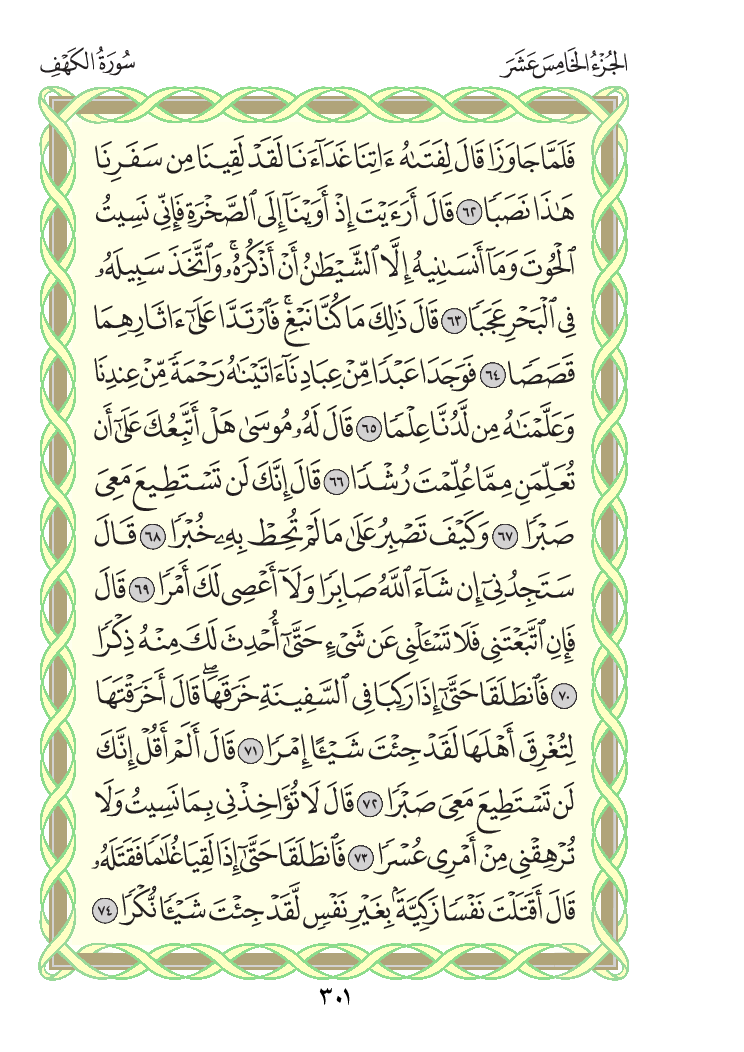 الجُزْءُ الخَامِسَ عَشَرَ
سُورَةُ الكَهْفِ
فَلَمَّا جَاوَزَا قَالَ لِفَتَىٰهُ ءَاتِنَا غَدَآءَنَا لَقَدْ لَقِينَا مِن سَفَرِنَا
هَٰذَا نَصَبًا ٦٢ قَالَ أَرَءَيْتَ إِذْ أَوَيْنَآ إِلَى ٱلصَّخْرَةِ فَإِنِّي نَسِيتُ
ٱلْحُوتَ وَمَآ أَنسَىٰنِيهُ إِلَّا ٱلشَّيْطَٰنُ أَنْ أَذْكُرَهُۥۚ وَٱتَّخَذَ سَبِيلَهُۥ
فِي ٱلْبَحْرِ عَجَبًا ٦٣ قَالَ ذَٰلِكَ مَا كُنَّا نَبْغِۚ فَٱرْتَدَّا عَلَىٰٓ ءَاثَارِهِمَا
قَصَصًا ٦٤ فَوَجَدَا عَبْدًا مِّنْ عِبَادِنَآ ءَاتَيْنَٰهُ رَحْمَةً مِّنْ عِندِنَا
وَعَلَّمْنَٰهُ مِن لَّدُنَّا عِلْمًا ٦٥ قَالَ لَهُۥ مُوسَىٰ هَلْ أَتَّبِعُكَ عَلَىٰٓ أَن
تُعَلِّمَنِ مِمَّا عُلِّمْتَ رُشْدًا ٦٦ قَالَ إِنَّكَ لَن تَسْتَطِيعَ مَعِيَ
صَبْرًا ٦٧ وَكَيْفَ تَصْبِرُ عَلَىٰ مَا لَمْ تُحِطْ بِهِۦ خُبْرًا ٦٨ قَالَ
سَتَجِدُنِيٓ إِن شَآءَ ٱللَّهُ صَابِرًا وَلَآ أَعْصِي لَكَ أَمْرًا ٦٩ قَالَ
فَإِنِ ٱتَّبَعْتَنِي فَلَا تَسْـَٔلْنِي عَن شَيْءٍ حَتَّىٰٓ أُحْدِثَ لَكَ مِنْهُ ذِكْرًا
٧٠ فَٱنطَلَقَا حَتَّىٰٓ إِذَا رَكِبَا فِي ٱلسَّفِينَةِ خَرَقَهَاۖ قَالَ أَخَرَقْتَهَا
لِتُغْرِقَ أَهْلَهَا لَقَدْ جِئْتَ شَيْـًٔا إِمْرًا ٧١ قَالَ أَلَمْ أَقُلْ إِنَّكَ
لَن تَسْتَطِيعَ مَعِيَ صَبْرًا ٧٢ قَالَ لَا تُؤَاخِذْنِي بِمَا نَسِيتُ وَلَا
تُرْهِقْنِي مِنْ أَمْرِي عُسْرًا ٧٣ فَٱنطَلَقَا حَتَّىٰٓ إِذَا لَقِيَا غُلَٰمًا فَقَتَلَهُۥ
قَالَ أَقَتَلْتَ نَفْسًا زَكِيَّةًۢ بِغَيْرِ نَفْسٍ لَّقَدْ جِئْتَ شَيْـًٔا نُّكْرًا ٧٤
٣٠١